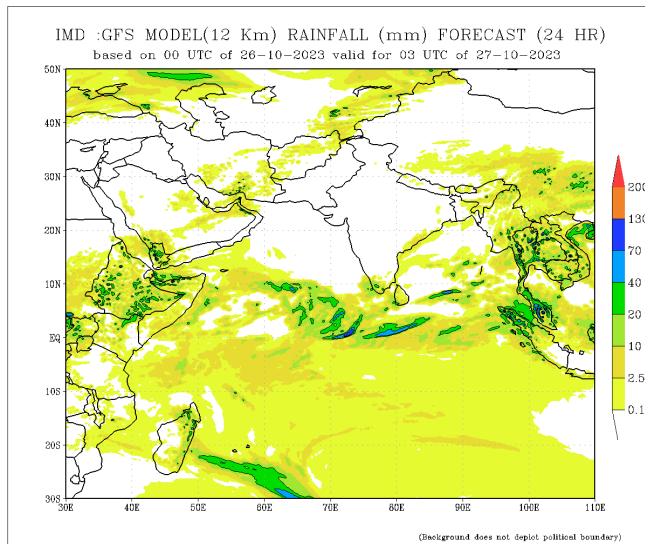 IMD :GFS MODEL(12 Km) RAINFALL (mm) FORECAST (24 HR)
based on 00 UTC of 26-10-2023 valid for 03 UTC of 27-10-2023
50N
40N
30N
20N
10N
EQ
10S
20S
30S
30E 40E 50E 60E 70E 80E 90E 100E 110E
200
130
70
40
20
10
2.5
0.1
(Background does not depict political boundary)